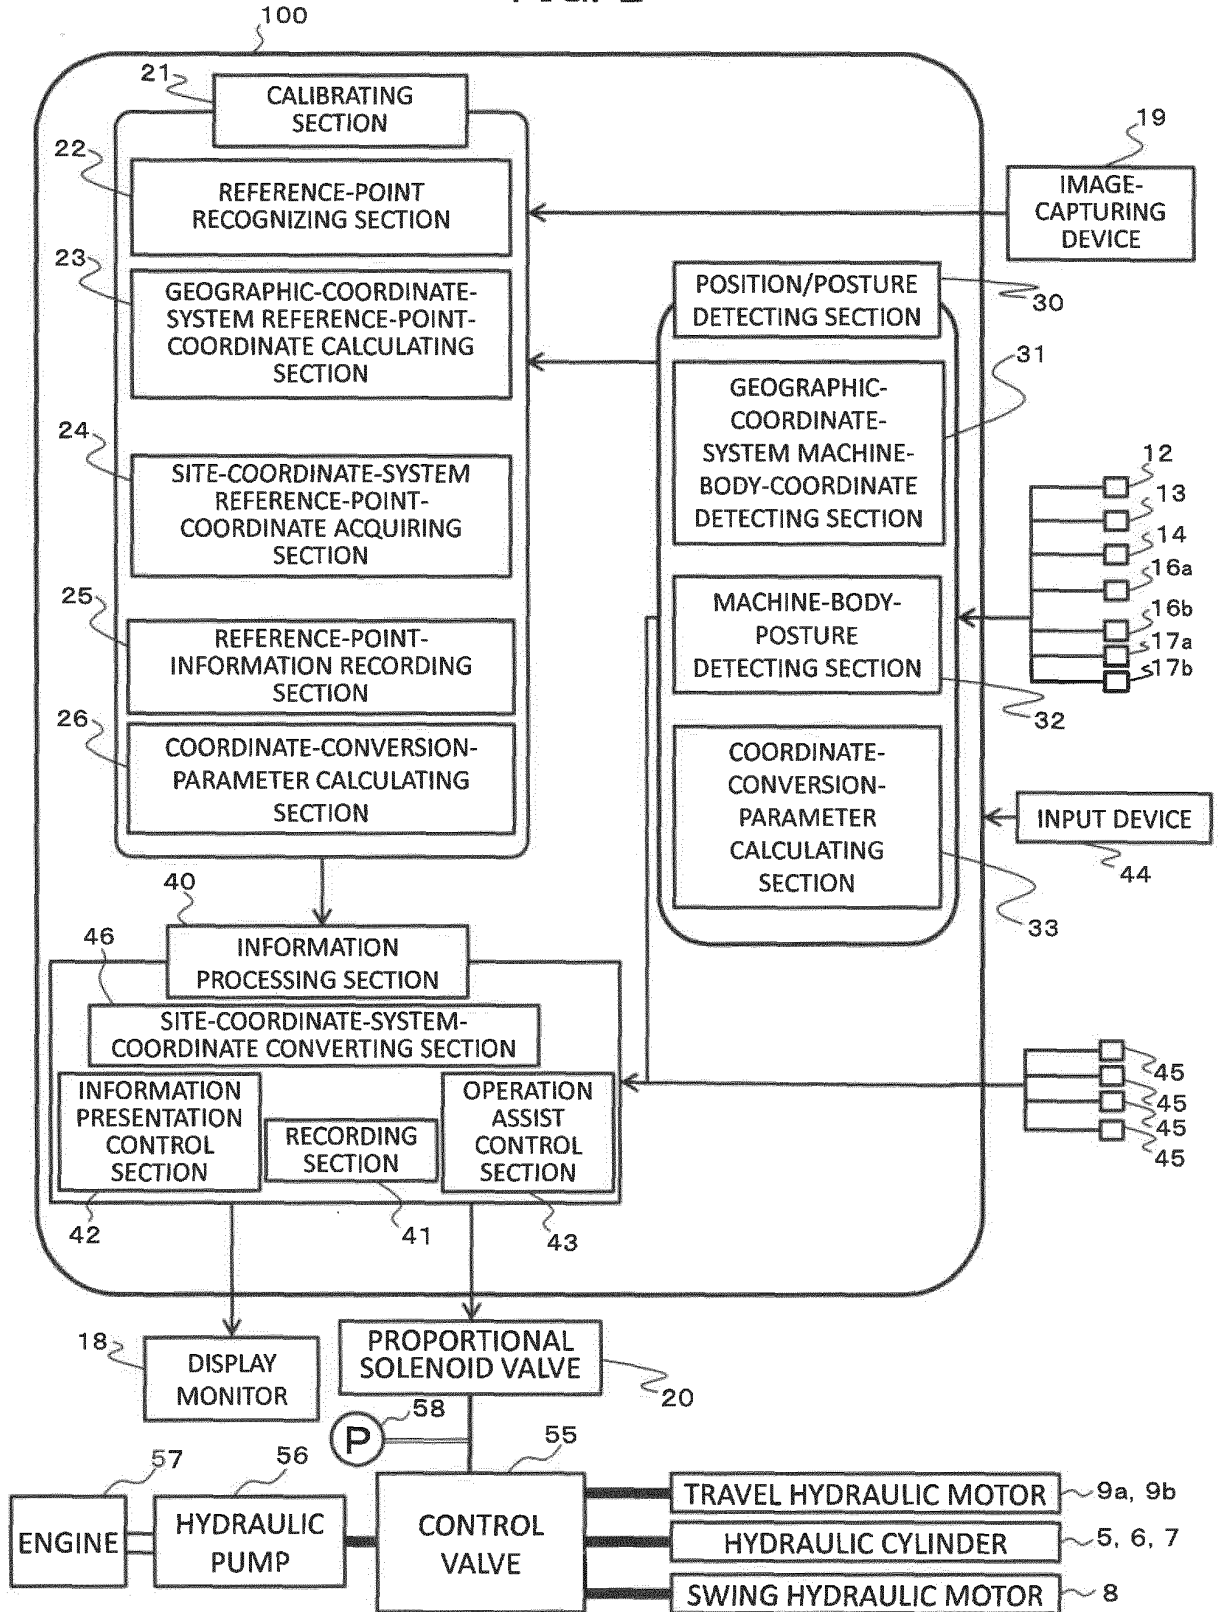 100
21
CALIBRATING
SECTION
22
REFERENCE-POINT
RECOGNIZING SECTION
19
IMAGE-
CAPTURING
DEVICE
23
GEOGRAPHIC-COORDINATE-
SYSTEM REFERENCE-POINT-
COORDINATE CALCULATING
SECTION
POSITION/POSTURE
DETECTING SECTION
30
31
GEOGRAPHIC-
COORDINATE-
SYSTEM MACHINE-
BODY-COORDINATE
DETECTING SECTION
24
SITE-COORDINATE-SYSTEM
REFERENCE-POINT-
COORDINATE ACQUIRING
SECTION
12
13
14
16a
16b
17a
17b
25
REFERENCE-POINT-
INFORMATION RECORDING
SECTION
MACHINE-BODY-
POSTURE
DETECTING SECTION
32
26
COORDINATE-CONVERSION-
PARAMETER CALCULATING
SECTION
COORDINATE-
CONVERSION-
PARAMETER
CALCULATING
SECTION
33
INPUT DEVICE
44
40
INFORMATION
PROCESSING SECTION
46
SITE-COORDINATE-SYSTEM-
COORDINATE CONVERTING SECTION
INFORMATION
PRESENTATION
CONTROL
SECTION
42
RECORDING
SECTION
41
OPERATION
ASSIST
CONTROL
SECTION
43
45
45
45
45
18
DISPLAY
MONITOR
PROPORTIONAL
SOLENOID VALVE
20
P
58
57
ENGINE
56
HYDRAULIC
PUMP
55
CONTROL
VALVE
TRAVEL HYDRAULIC MOTOR
9a, 9b
HYDRAULIC CYLINDER
5, 6, 7
SWING HYDRAULIC MOTOR
8